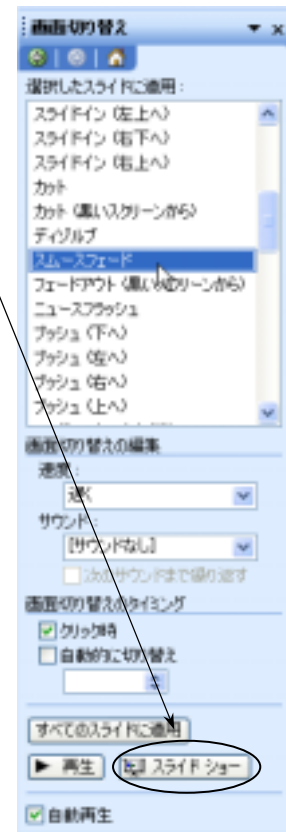 画面切り替え
選択したスライドに適用：
スライドイン（左上へ）
スライドイン（右下へ）
スライドイン（右上へ）
カット
カット（黒いスクリーンから）
ディゾルブ
スムースフェード
フェードアウト（黒いスクリーンから）
ニュースフラッシュ
プッシュ（下へ）
プッシュ（左へ）
プッシュ（右へ）
プッシュ（上へ）
画面切り替えの編集
速度：
速く
サウンド：
[サウンドなし]
次のサウンドまで繰り返す
画面切り替えのタイミング
クリック時
自動的に切り替え
すべてのスライドに適用
再生 スライド ショー
自動再生